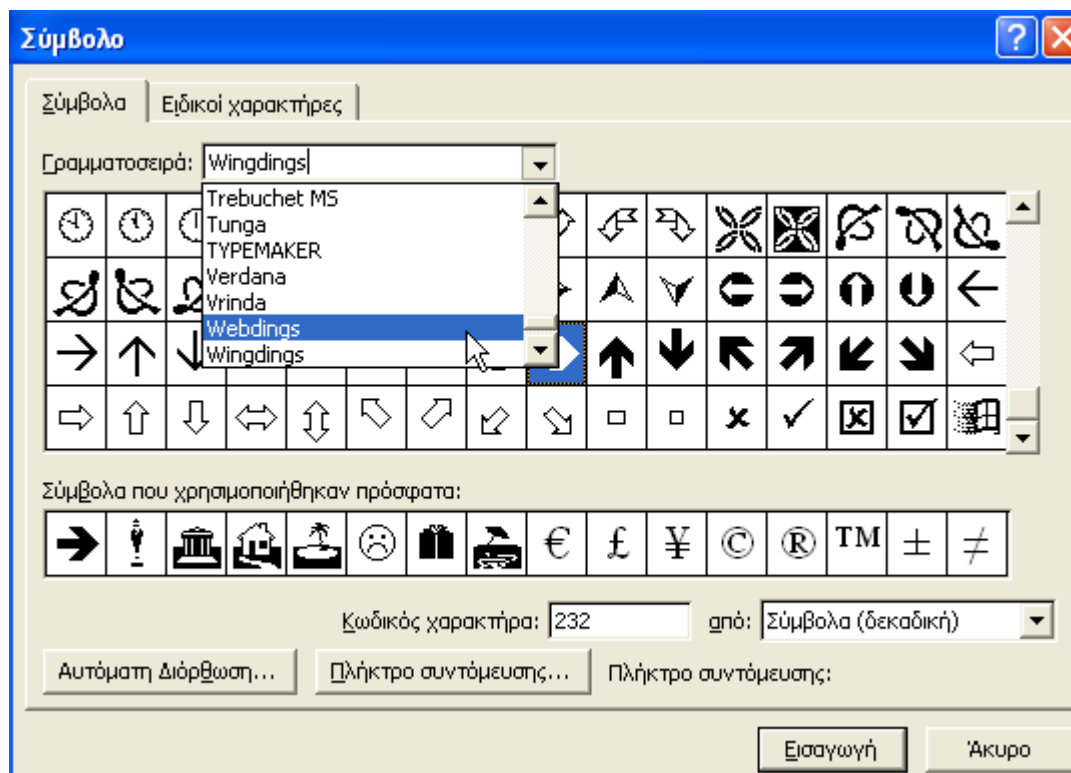 Σύμβολο
Σύμβολα Ειδικοί χαρακτήρες
Γραμματοσειρά: Wingdings
Trebuchet MS
Tunga
TYPEMAKER
Verdana
Vrinda
Webdings
Wingdings
Σύμβολα που χρησιμοποιήθηκαν πρόσφατα:
€ £ ¥ © ® ™ ± ≠
Κωδικός χαρακτήρα: 232 από: Σύμβολα (δεκαδική)
Αυτόματη Διόρθωση... Πλήκτρο συντόμευσης... Πλήκτρο συντόμευσης:
Εισαγωγή Άκυρο